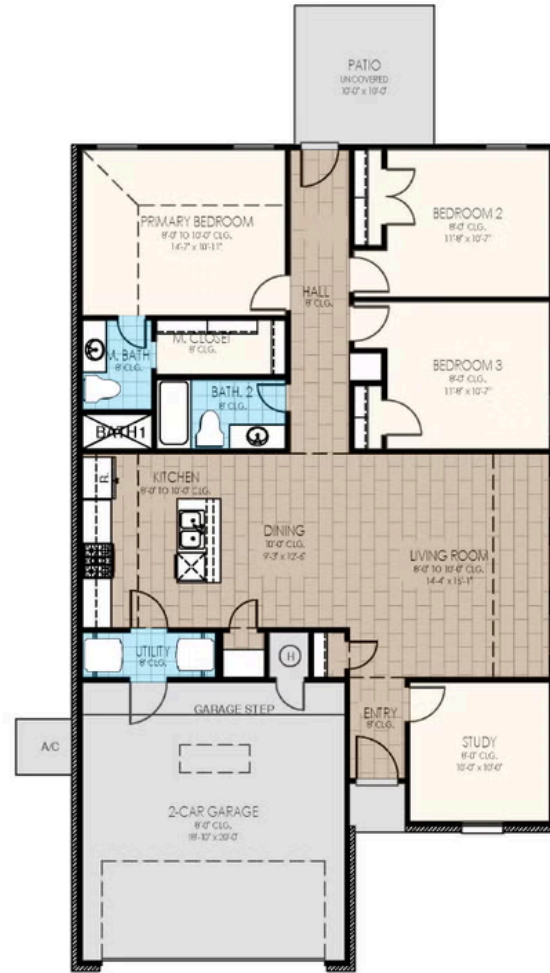 PATIO
UNCOVERED
10'-0" x 10'-0"
PRIMARY BEDROOM
8'-0" TO 10'-0" CLG.
14'-7" x 10'-11"
BEDROOM 2
8'-0" CLG.
11'-8" x 10'-7"
HALL
8' CLG.
M. BATH
8' CLG.
M. CLOSET
8' CLG.
BEDROOM 3
8'-0" CLG.
11'-8" x 10'-7"
BATH. 2
8' CLG.
BATH 1
R
KITCHEN
8'-0" TO 10'-0" CLG.
DINING
10'-0" CLG.
9'-3" x 12'-6"
LIVING ROOM
8'-0" TO 10'-0" CLG.
14'-4" x 15'-1"
UTILITY
8' CLG.
H
GARAGE STEP
ENTRY
8' CLG.
A/C
STUDY
8'-0" CLG.
10'-0" x 10'-0"
2-CAR GARAGE
8'-0" CLG.
18'-10" x 20'-0"